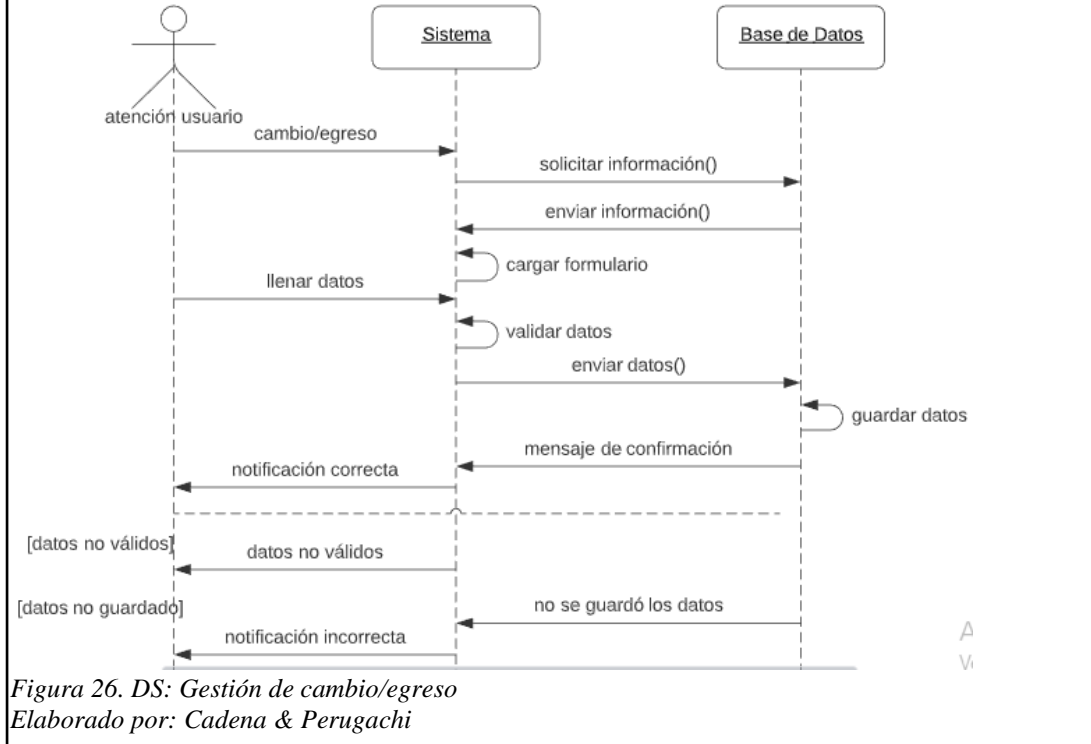 Sistema
Base de Datos
atención usuario
cambio/egreso
solicitar información()
enviar información()
cargar formulario
llenar datos
validar datos
enviar datos()
guardar datos
mensaje de confirmación
notificación correcta
[datos no válidos]
datos no válidos
[datos no guardado]
no se guardó los datos
notificación incorrecta
Figura 26. DS: Gestión de cambio/egreso
Elaborado por: Cadena & Perugachi